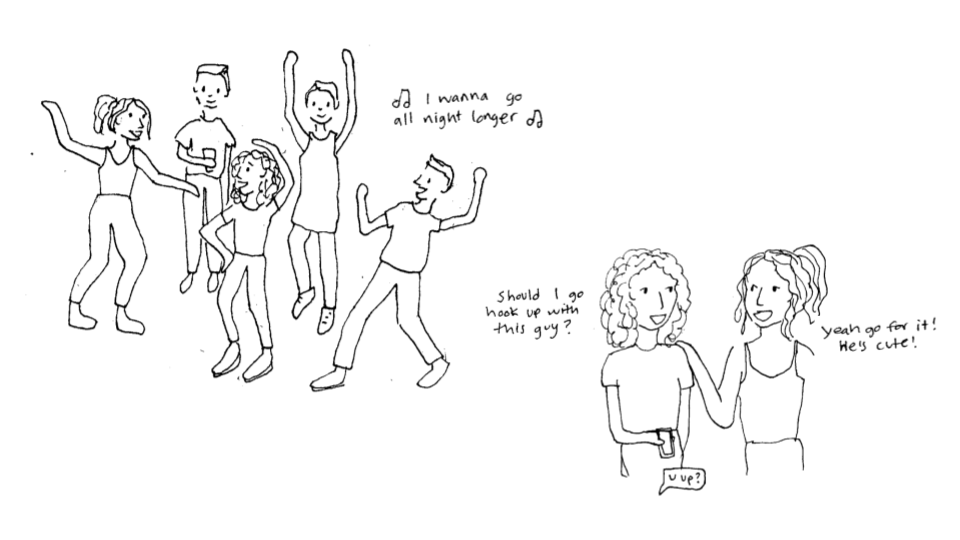 ♫ I wanna go
all night longer ♫
Should I go
hook up with
this guy?
yeah go for it!
He's cute!
u up?